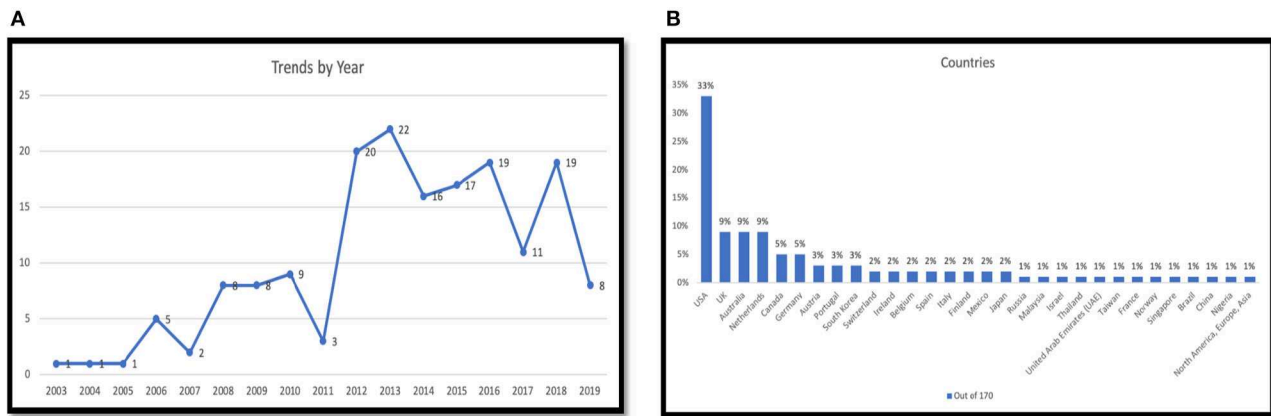 A
Trends by Year
25
20
15
10
5
0
1
1
1
5
2
8
8
9
3
20
22
16
17
19
11
19
8
2003 2004 2005 2006 2007 2008 2009 2010 2011 2012 2013 2014 2015 2016 2017 2018 2019
B
Countries
35%
30%
25%
20%
15%
10%
5%
0%
33%
9% 9% 9%
5% 5%
3% 3% 3%
2% 2% 2% 2% 2% 2% 2% 2%
1% 1% 1% 1% 1% 1% 1% 1% 1% 1% 1% 1% 1%
USA
UK
Australia
Netherlands
Canada
Germany
Austria
Portugal
South Korea
Switzerland
Ireland
Belgium
Spain
Italy
Finland
Mexico
Japan
Russia
Malaysia
Israel
Thailand
United Arab Emirates (UAE)
Taiwan
France
Norway
Singapore
Brazil
China
Nigeria
North America, Europe, Asia
Out of 170